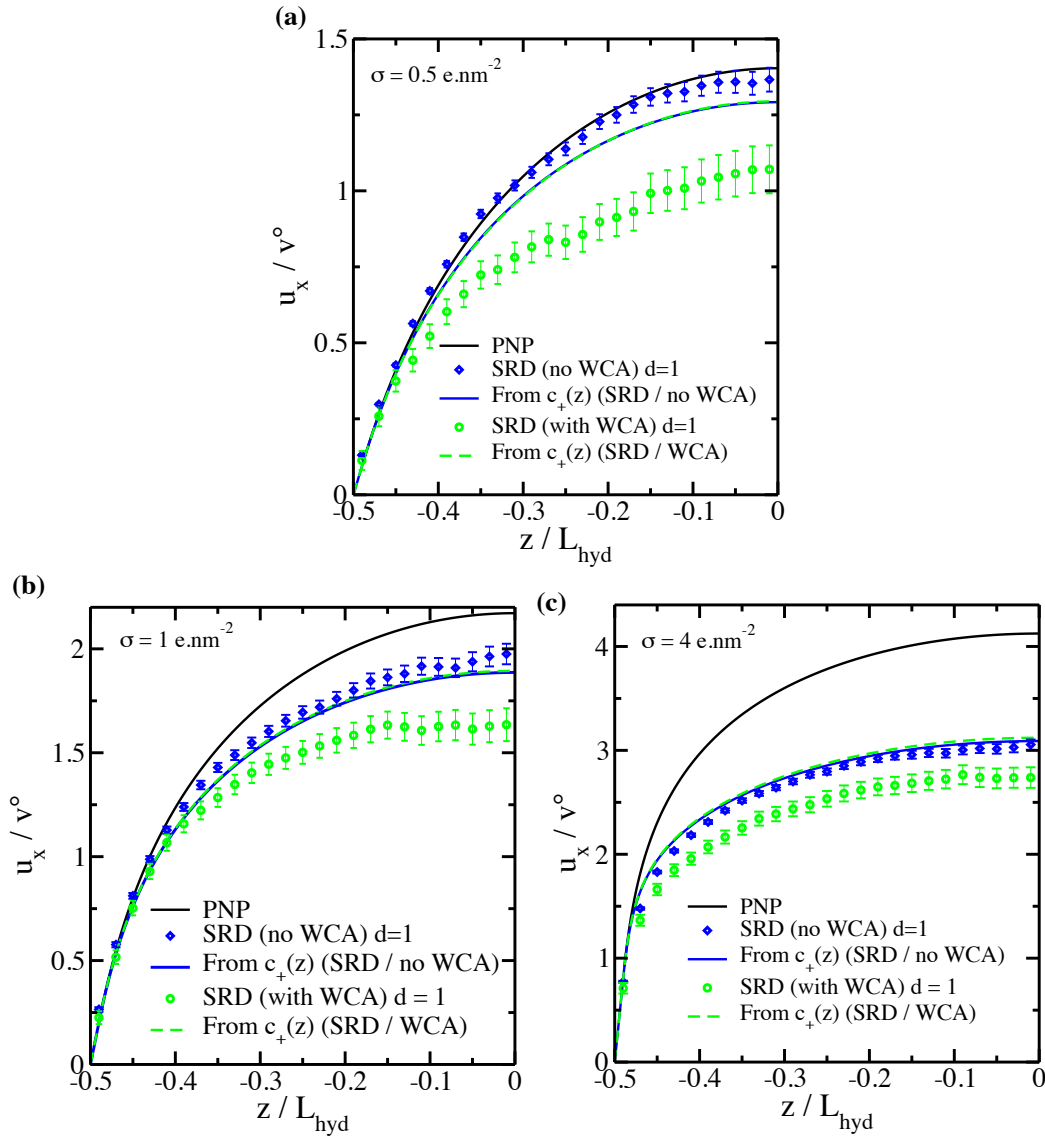 (a)
1.5
σ = 0.5 e.nm-2
1
u_x / v°
0.5
PNP
SRD (no WCA) d=1
From c+(z) (SRD / no WCA)
SRD (with WCA) d=1
From c+(z) (SRD / WCA)
0
-0.5 -0.4 -0.3 -0.2 -0.1 0
z / L_hyd
(b)
σ = 1 e.nm-2
2
1.5
u_x / v°
1
0.5
0
PNP
SRD (no WCA) d=1
From c+(z) (SRD / no WCA)
SRD (with WCA) d = 1
From c+(z) (SRD / WCA)
-0.5 -0.4 -0.3 -0.2 -0.1 0
z / L_hyd
(c)
σ = 4 e.nm-2
4
3
u_x / v°
2
1
0
PNP
SRD (no WCA) d=1
From c+(z) (SRD / no WCA)
SRD (with WCA) d = 1
From c+(z) (SRD / WCA)
-0.5 -0.4 -0.3 -0.2 -0.1 0
z / L_hyd